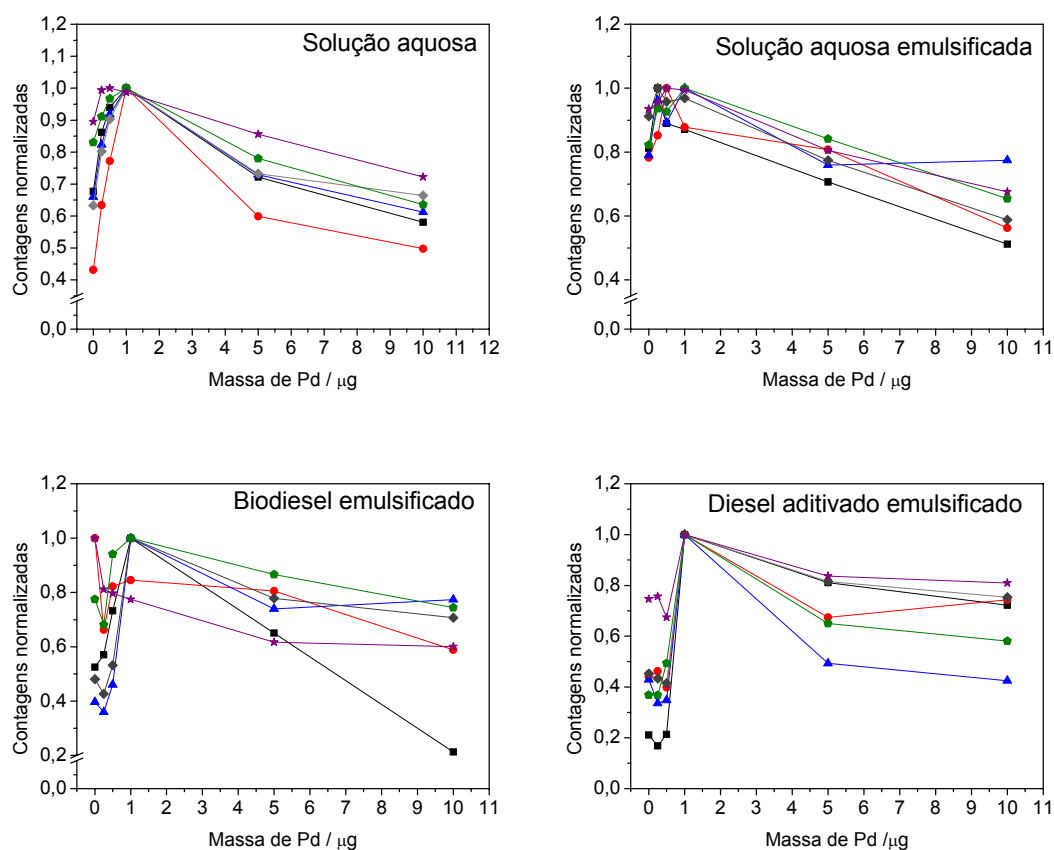 Solução aquosa
1,2
1,0
0,9
0,8
0,7
0,6
0,5
0,4
0,0
Contagens normalizadas
0 1 2 3 4 5 6 7 8 9 10 11 12
Massa de Pd / µg
Solução aquosa emulsificada
1,2
1,0
0,8
0,6
0,4
0,0
Contagens normalizadas
0 1 2 3 4 5 6 7 8 9 10 11
Massa de Pd / µg
Biodiesel emulsificado
1,2
1,0
0,8
0,6
0,4
0,2
0,0
Contagens normalizadas
0 1 2 3 4 5 6 7 8 9 10 11
Massa de Pd / µg
Diesel aditivado emulsificado
1,2
1,0
0,8
0,6
0,4
0,2
0,0
Contagens normalizadas
0 1 2 3 4 5 6 7 8 9 10 11
Massa de Pd /µg